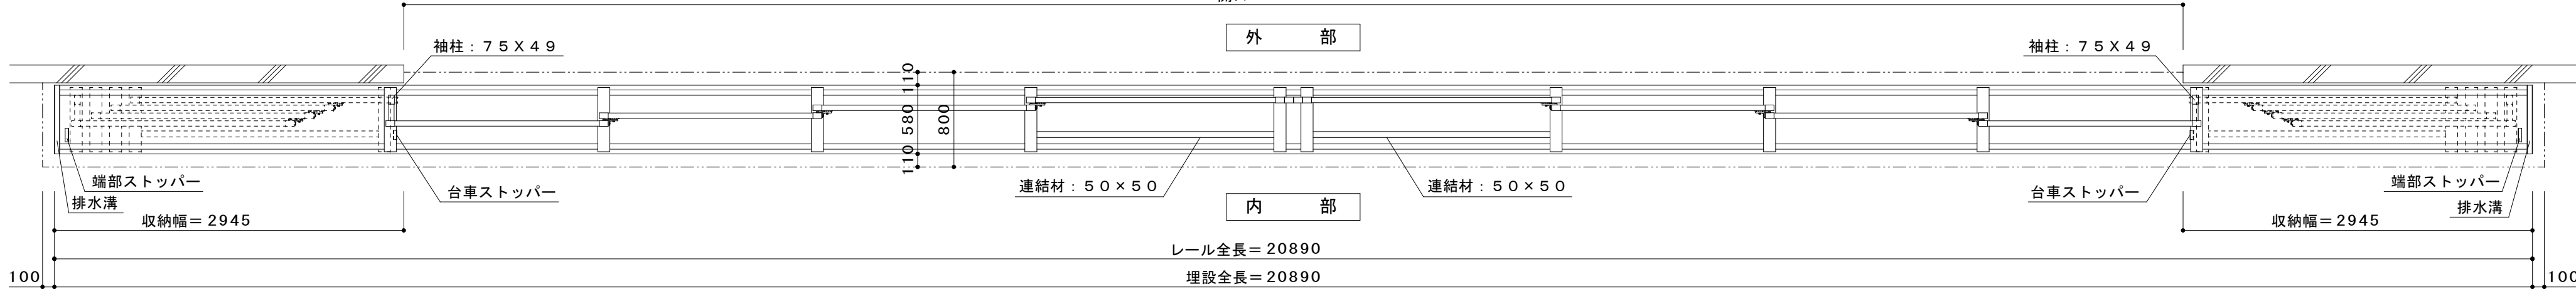 外　部
袖柱：７５Ｘ４９
袖柱：７５Ｘ４９
110
580
110
800
端部ストッパー
排水溝
収納幅＝2945
台車ストッパー
連結材：５０×５０
連結材：５０×５０
内　部
台車ストッパー
端部ストッパー
排水溝
収納幅＝2945
レール全長＝20890
100
埋設全長＝20890
100